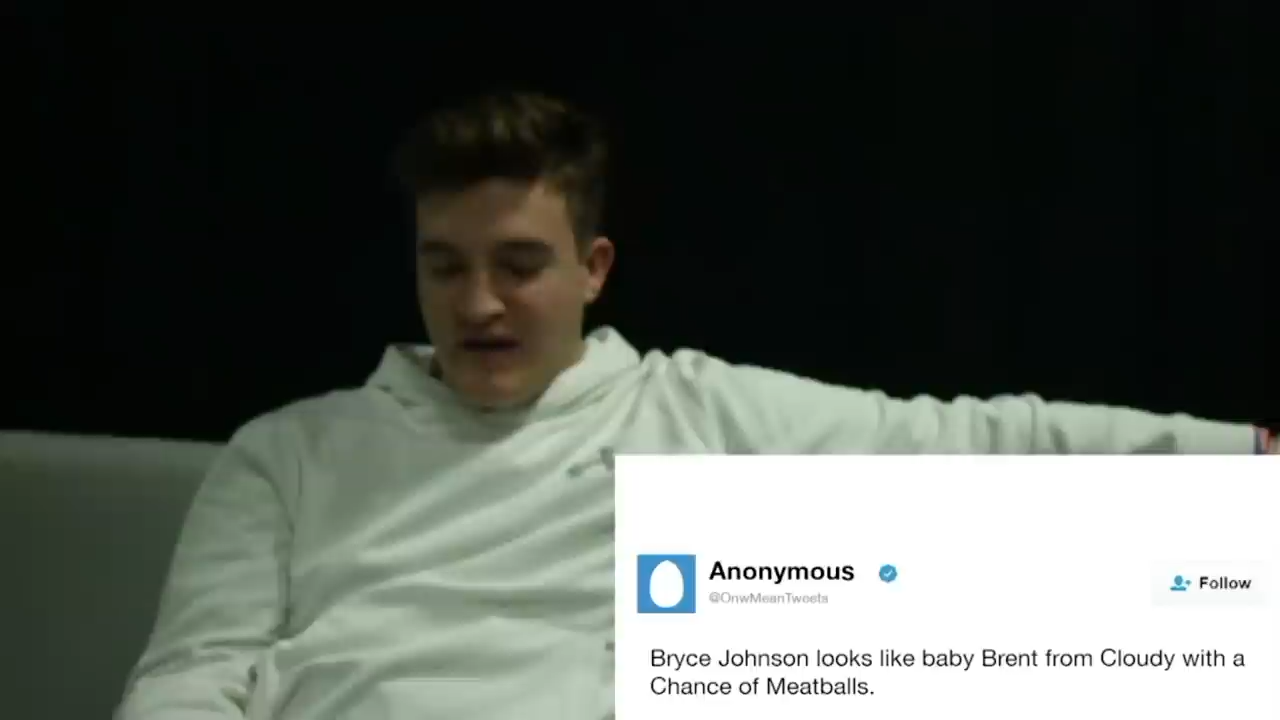 Anonymous
@OnwMeanTweets
Follow
Bryce Johnson looks like baby Brent from Cloudy with a
Chance of Meatballs.